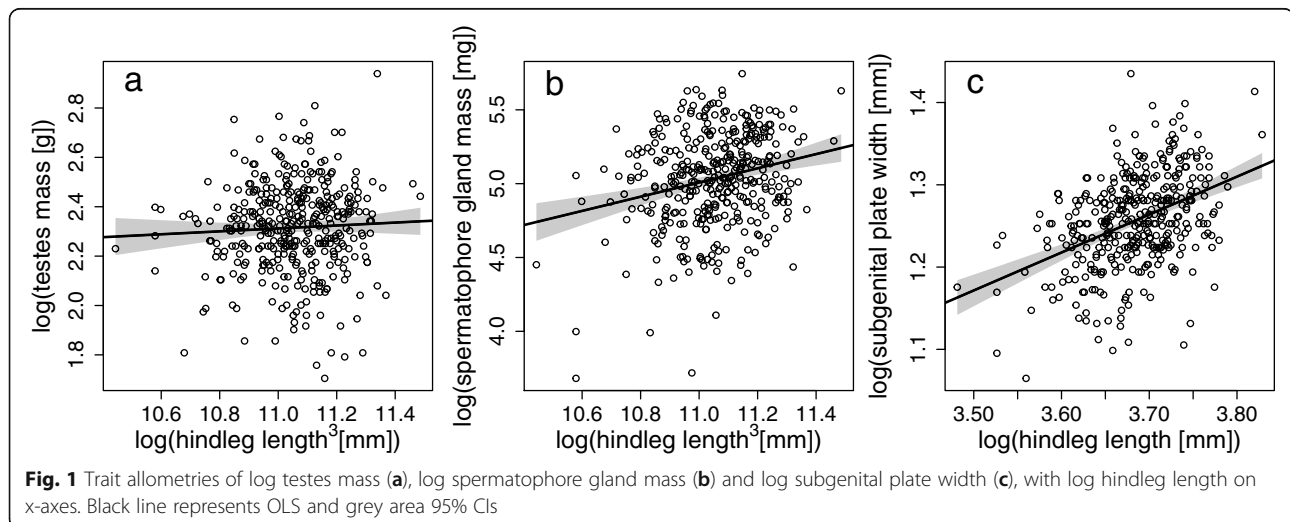 a
log(testes mass [g])
1.8 2.0 2.2 2.4 2.6 2.8
10.6 10.8 11.0 11.2 11.4
log(hindleg length³[mm])
b
log(spermatophore gland mass [mg])
4.0 4.5 5.0 5.5
10.6 10.8 11.0 11.2 11.4
log(hindleg length³[mm])
c
log(subgenital plate width [mm])
1.1 1.2 1.3 1.4
3.50 3.60 3.70 3.80
log(hindleg length [mm])
Fig. 1 Trait allometries of log testes mass (a), log spermatophore gland mass (b) and log subgenital plate width (c), with log hindleg length on
x-axes. Black line represents OLS and grey area 95% CIs